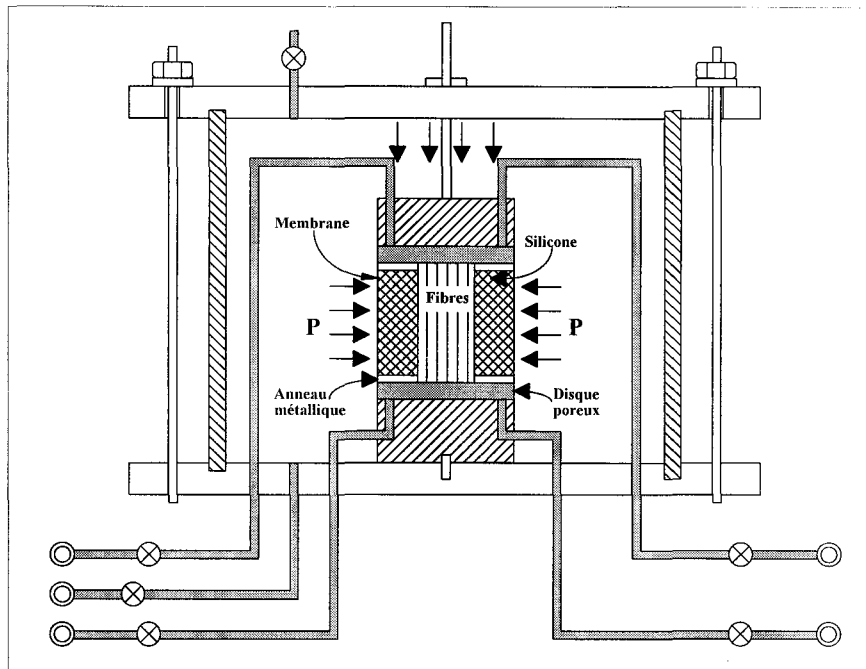 Membrane
Silicone
Fibres
P
P
Anneau
métallique
Disque
poreux